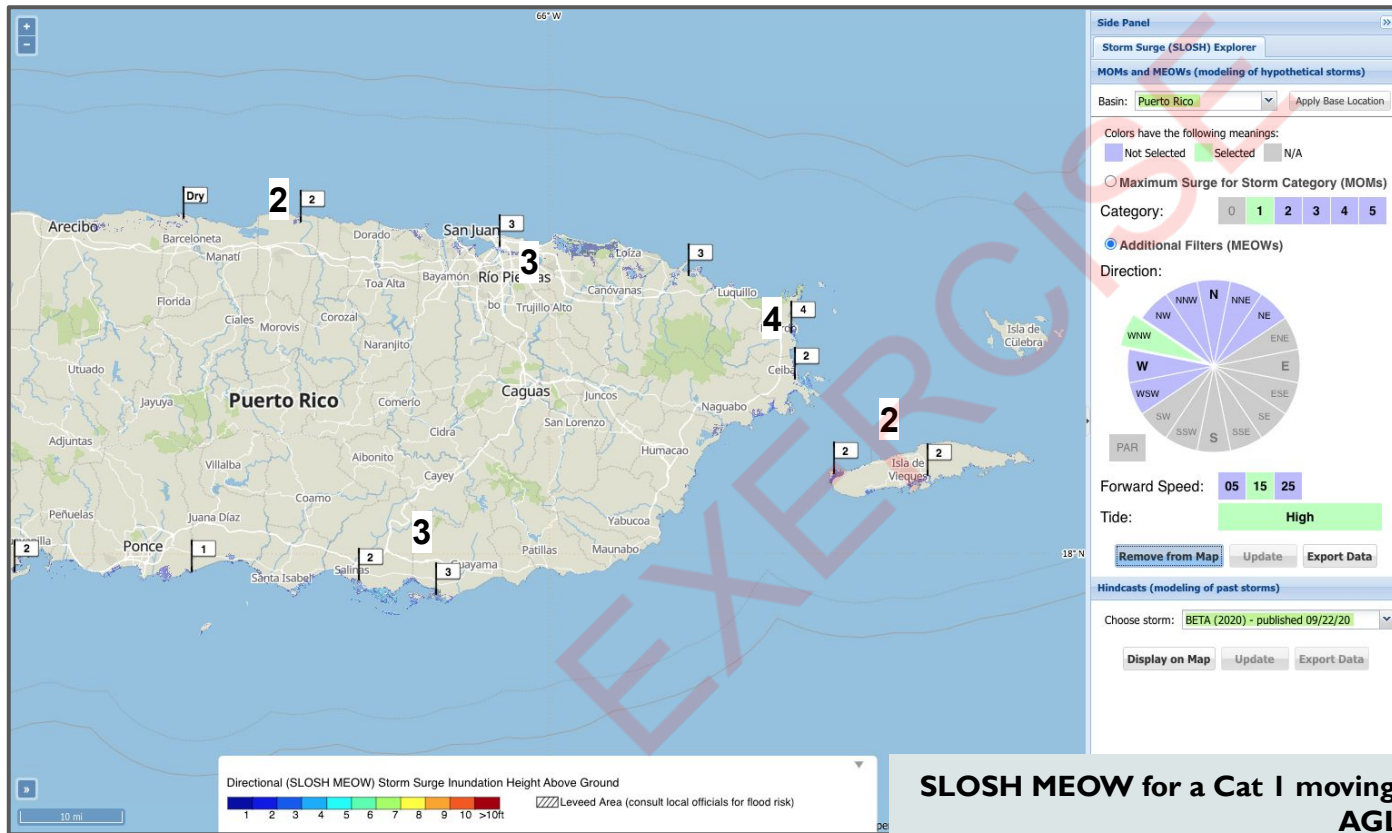 66° W
Side Panel
Storm Surge (SLOSH) Explorer
MOMs and MEOWs (modeling of hypothetical storms)
Basin: Puerto Rico
Apply Base Location
Colors have the following meanings:
Not Selected Selected N/A
Maximum Surge for Storm Category (MOMs)
Category: 0 1 2 3 4 5
Additional Filters (MEOWs)
Direction:
N
NNW NNE
NW NE
WNW ENE
W E
WSW ESE
SW SE
SSW SSE
S
PAR
Forward Speed: 05 15 25
Tide: High
Remove from Map Update Export Data
Hindcasts (modeling of past storms)
Choose storm: BETA (2020) - published 09/22/20
Display on Map Update Export Data
EXERCISE
Dry
2
2
Arecibo
Barceloneta
Manatí
Dorado
San Juan
3
3
Loíza
3
Toa Alta
Bayamón
Canóvanas
Luquillo
Trujillo Alto
bo
4
4
Isla de
Culebra
Florida
Ciales
Morovis
Corozal
Naranjito
2
Ceiba
Utuado
Jayuya
Puerto Rico
Comerío
Caguas
Juncos
Naguabo
2
Cidra
San Lorenzo
Adjuntas
Villalba
Aibonito
Cayey
Humacao
2
2
Isla de
Vieques
Coamo
Peñuelas
Juana Díaz
3
Yabucoa
2
Ponce
1
2
Patillas
Maunabo
18° N
Santa Isabel
Salinas
3
Directional (SLOSH MEOW) Storm Surge Inundation Height Above Ground
1 2 3 4 5 6 7 8 9 10 >10ft
Leveed Area (consult local officials for flood risk)
10 mi
SLOSH MEOW for a Cat 1 moving
AGL